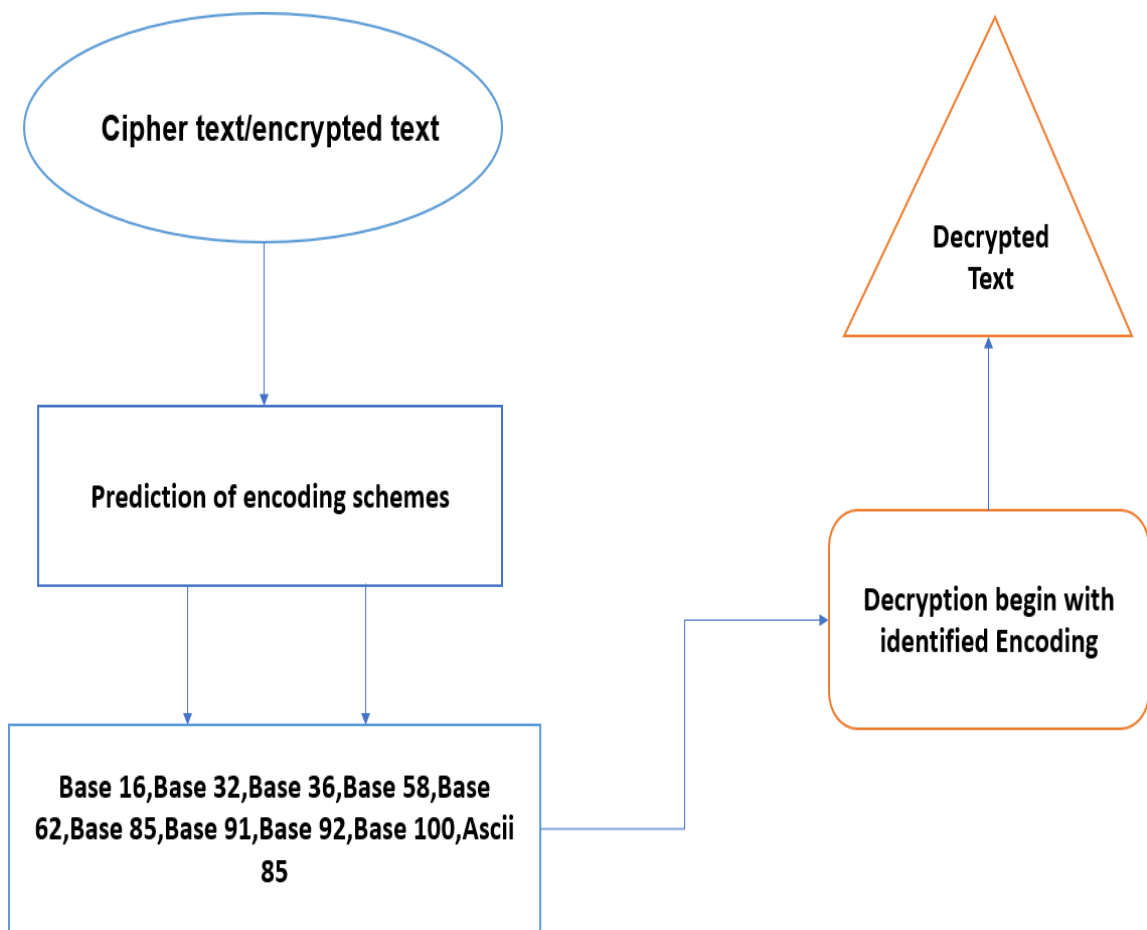 Cipher text/encrypted text
Prediction of encoding schemes
Base 16,Base 32,Base 36,Base 58,Base
62,Base 85,Base 91,Base 92,Base 100,Ascii
85
Decryption begin with
identified Encoding
Decrypted
Text